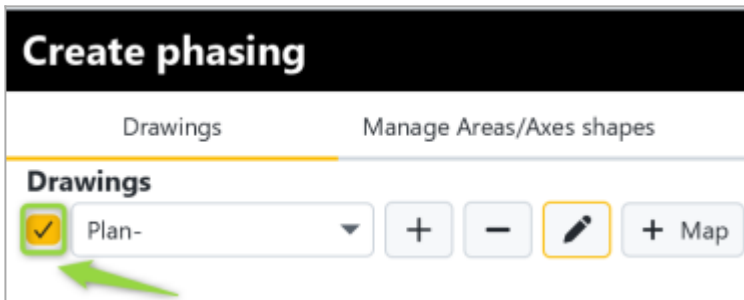 Create phasing
Drawings Manage Areas/Axes shapes
Drawings
Plan- + − + Map